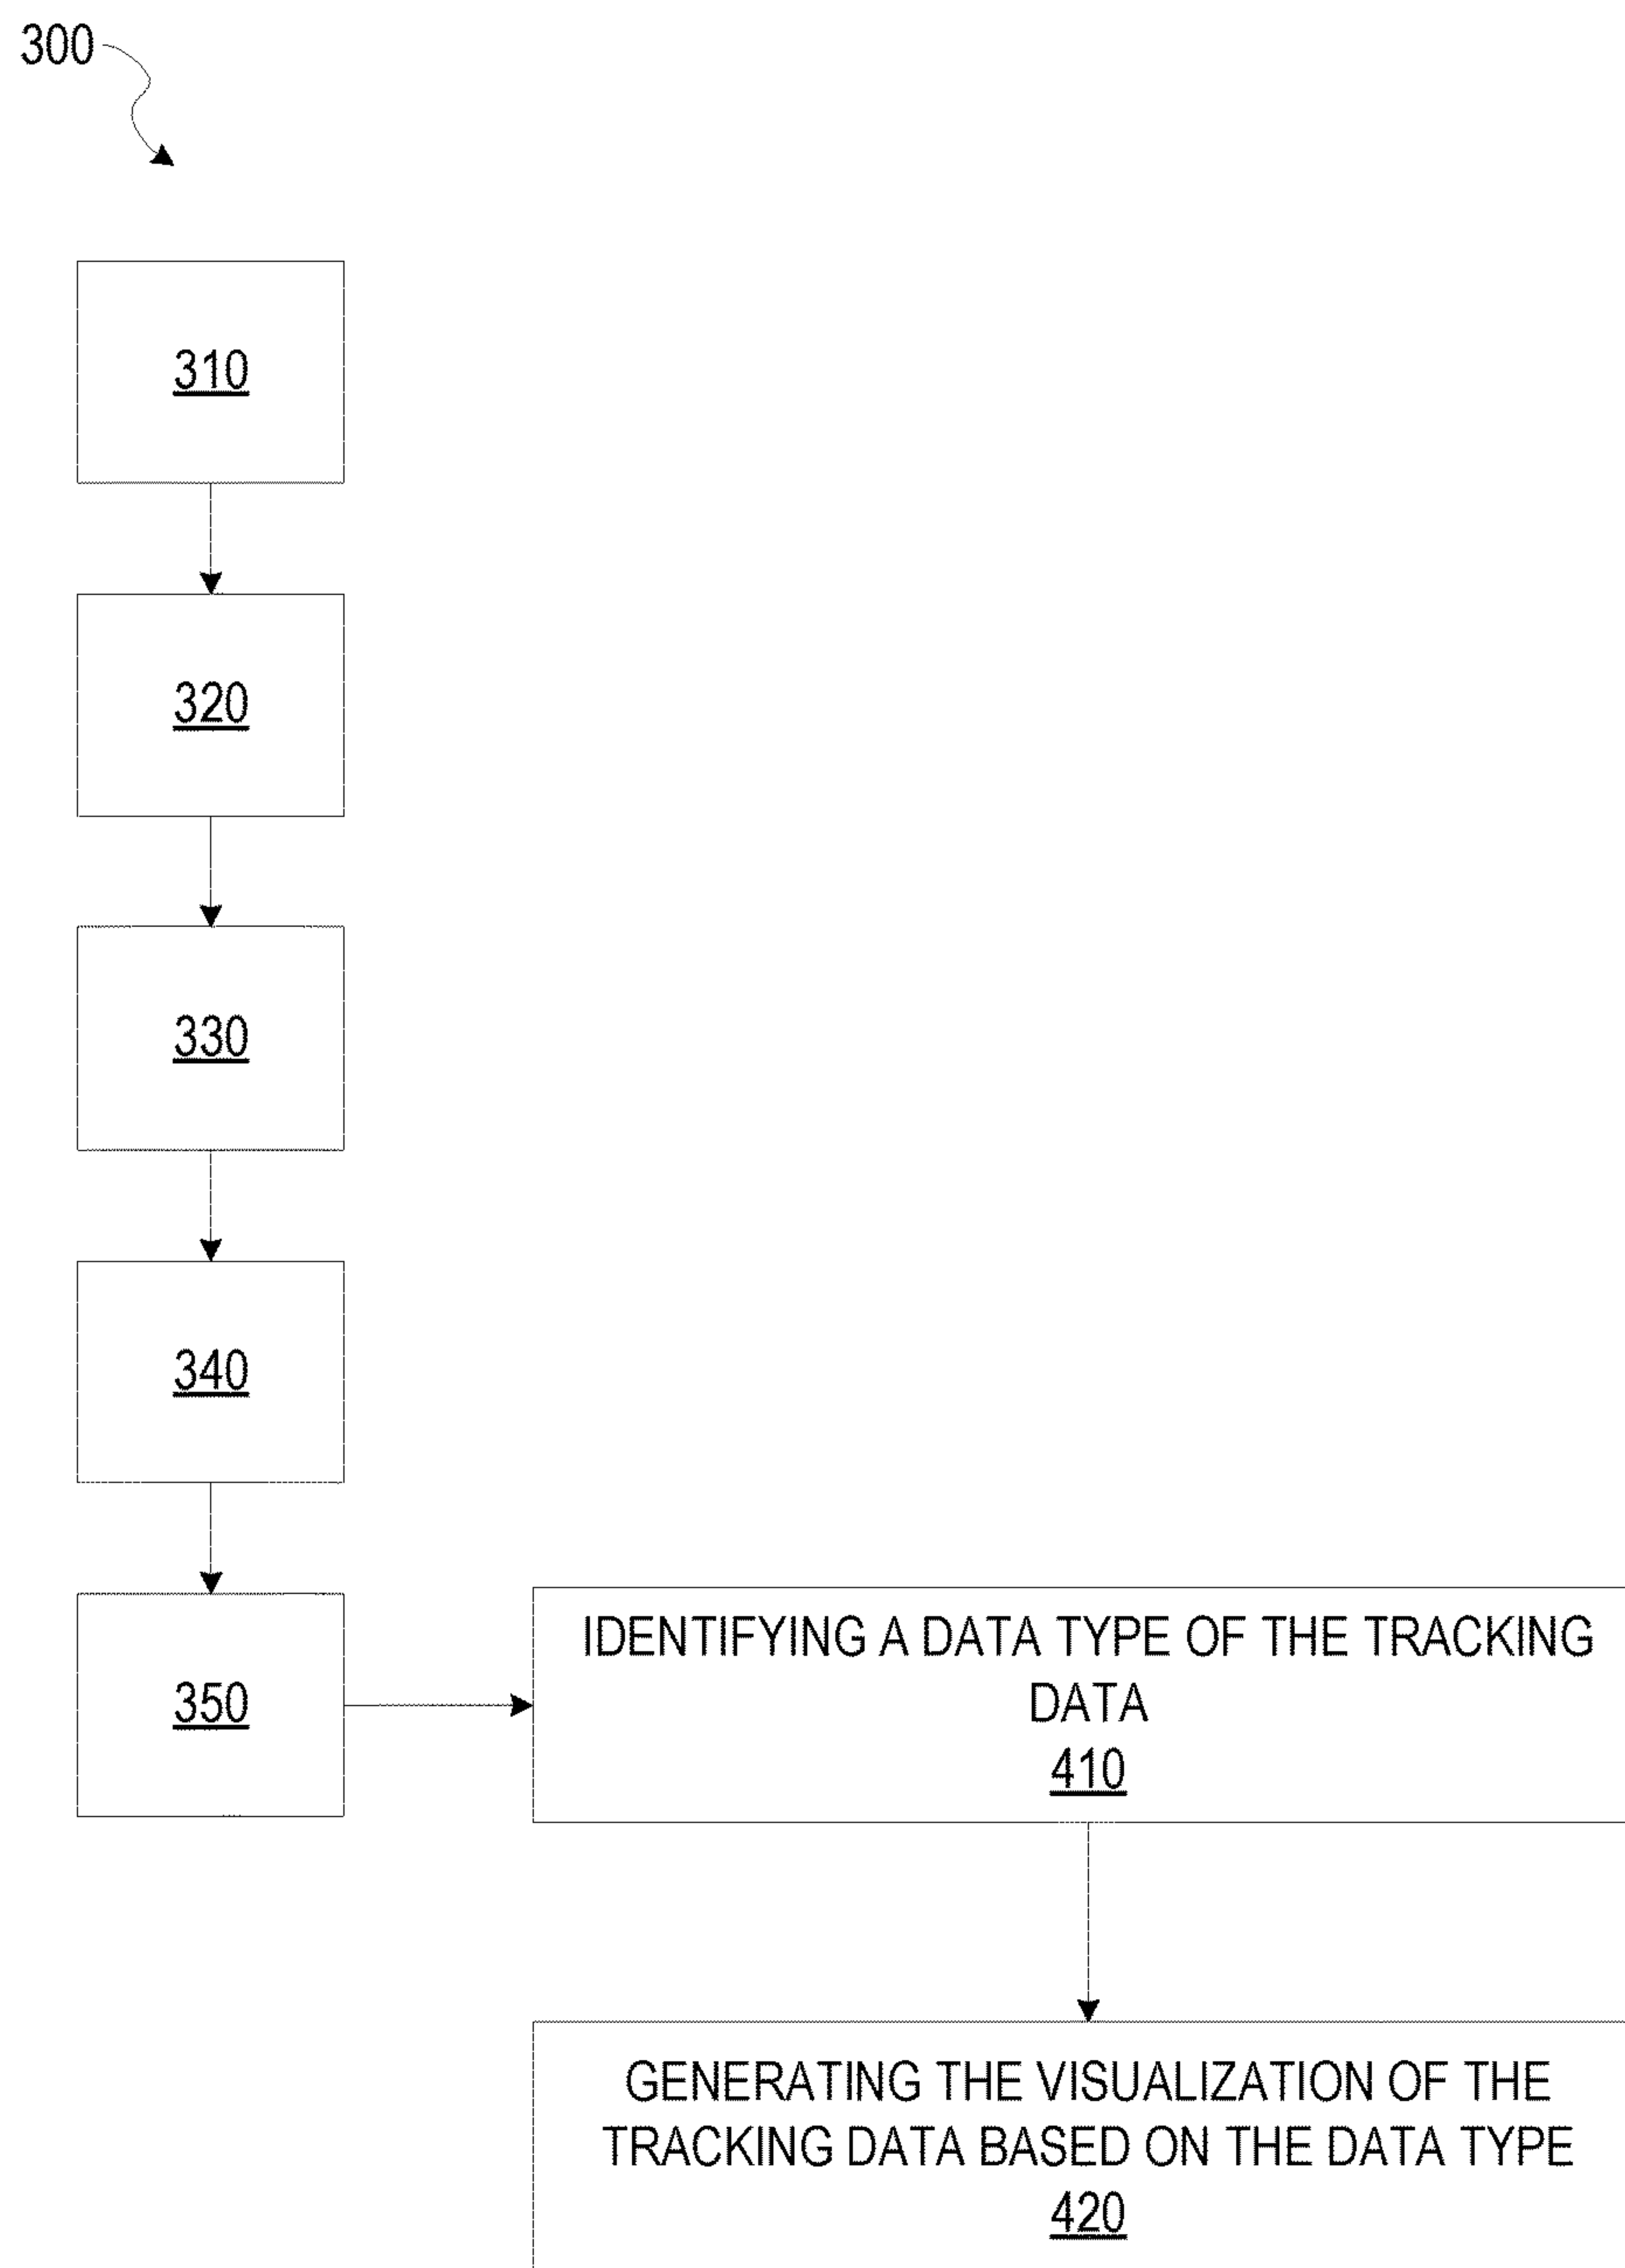 300
310
320
330
340
350
IDENTIFYING A DATA TYPE OF THE TRACKING
DATA
410
GENERATING THE VISUALIZATION OF THE
TRACKING DATA BASED ON THE DATA TYPE
420